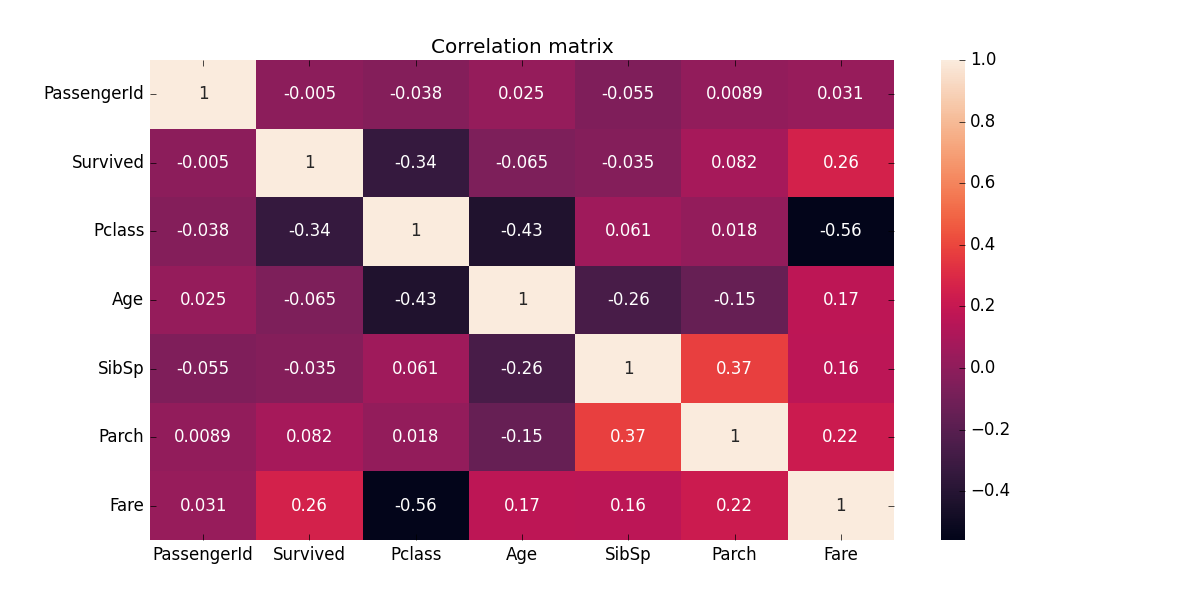 Correlation matrix
PassengerId 1 -0.005 -0.038 0.025 -0.055 0.0089 0.031
Survived -0.005 1 -0.34 -0.065 -0.035 0.082 0.26
Pclass -0.038 -0.34 1 -0.43 0.061 0.018 -0.56
Age 0.025 -0.065 -0.43 1 -0.26 -0.15 0.17
SibSp -0.055 -0.035 0.061 -0.26 1 0.37 0.16
Parch 0.0089 0.082 0.018 -0.15 0.37 1 0.22
Fare 0.031 0.26 -0.56 0.17 0.16 0.22 1
PassengerId Survived Pclass Age SibSp Parch Fare
1.0
0.8
0.6
0.4
0.2
0.0
−0.2
−0.4